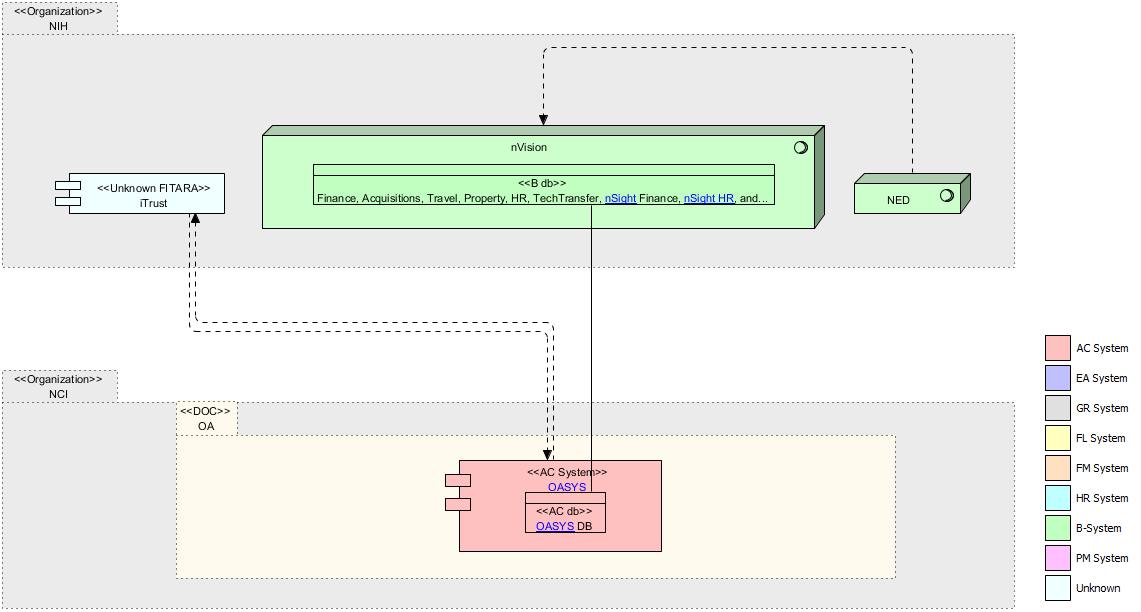 <<Organization>>
NIH
nVision
<<B db>>
Finance, Acquisitions, Travel, Property, HR, TechTransfer, nSight Finance, nSight HR, and...
<<Unknown FITARA>>
iTrust
NED
<<Organization>>
NCI
<<DOC>>
OA
<<AC System>>
OASYS
<<AC db>>
OASYS DB
AC System
EA System
GR System
FL System
FM System
HR System
B-System
PM System
Unknown